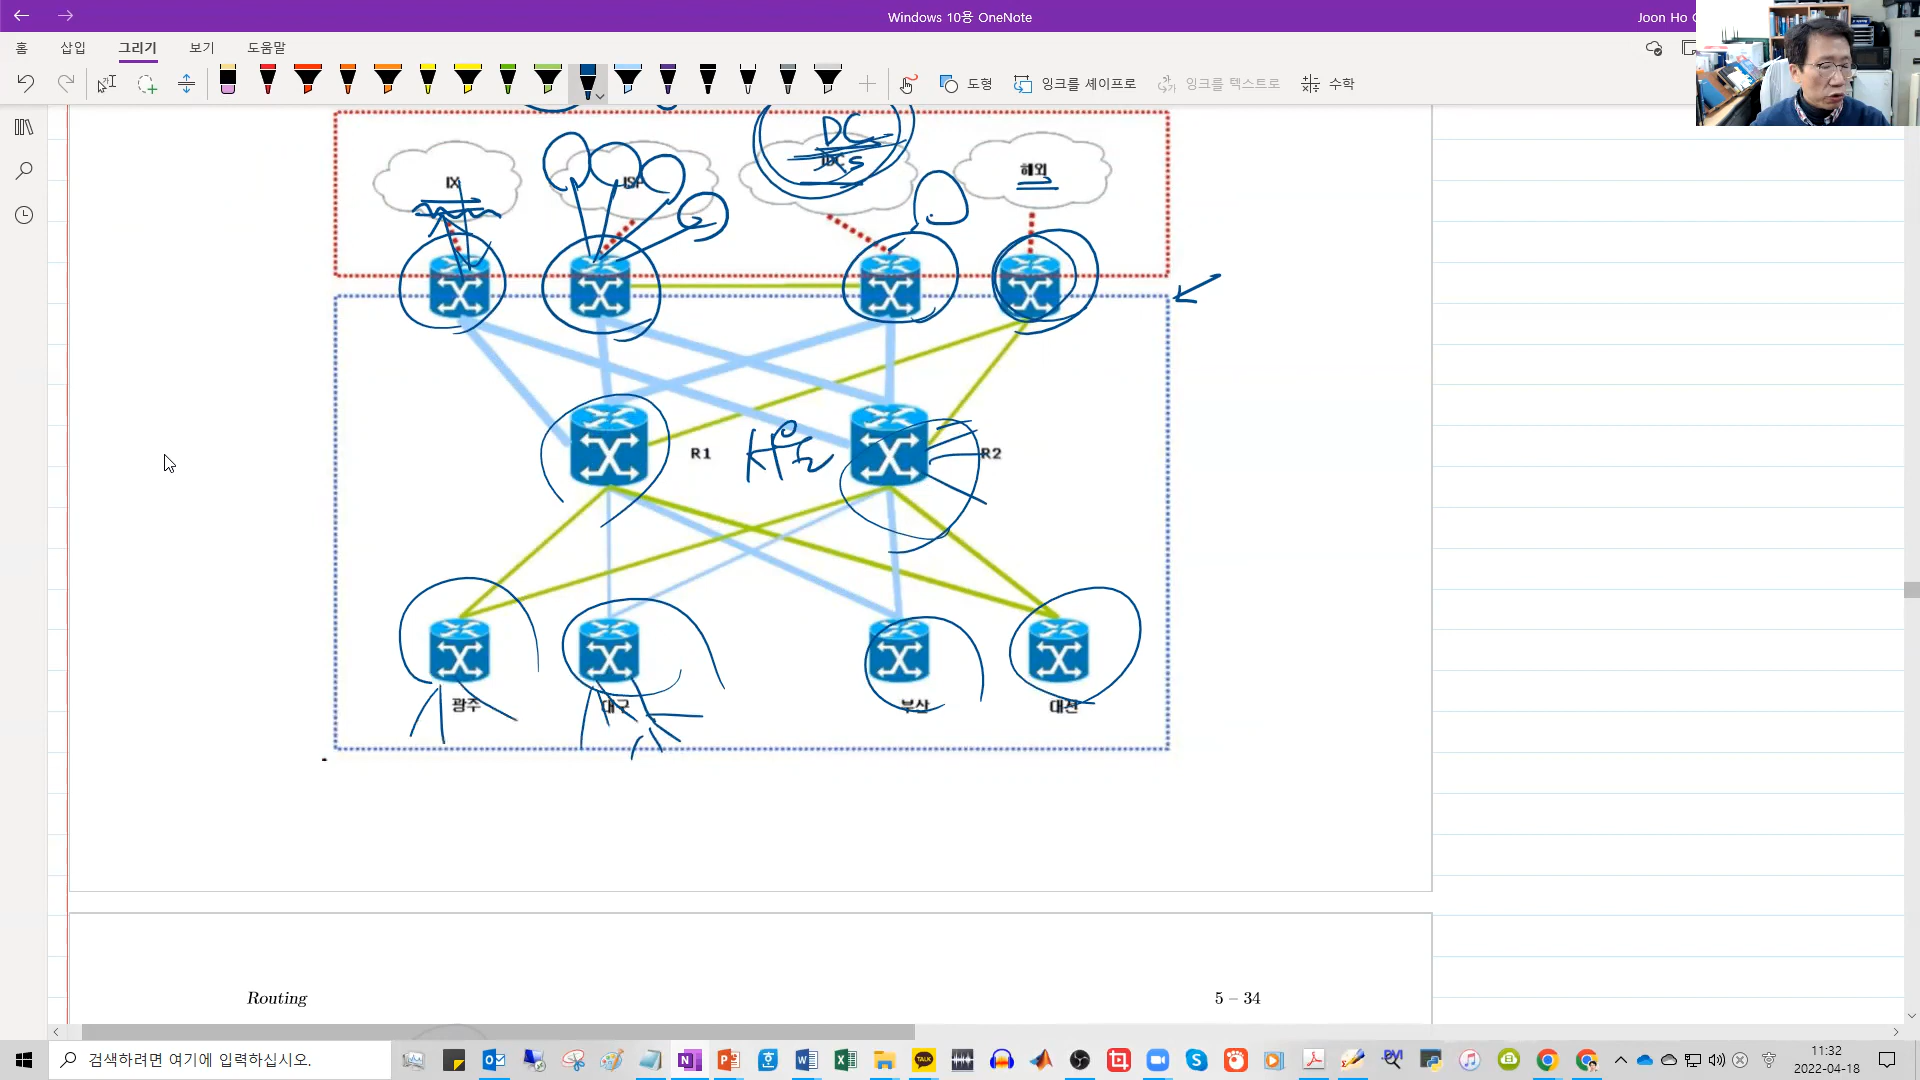 Windows 10용 OneNote
Joon Ho
홈 삽입 그리기 보기 도움말
도형 잉크를 셰이프로 잉크를 텍스트로 수학
DC
IX ISP IDCs 해외
R1 R2
광주 대구 부산 대전
Routing 5 – 34
검색하려면 여기에 입력하십시오.
11:32
2022-04-18